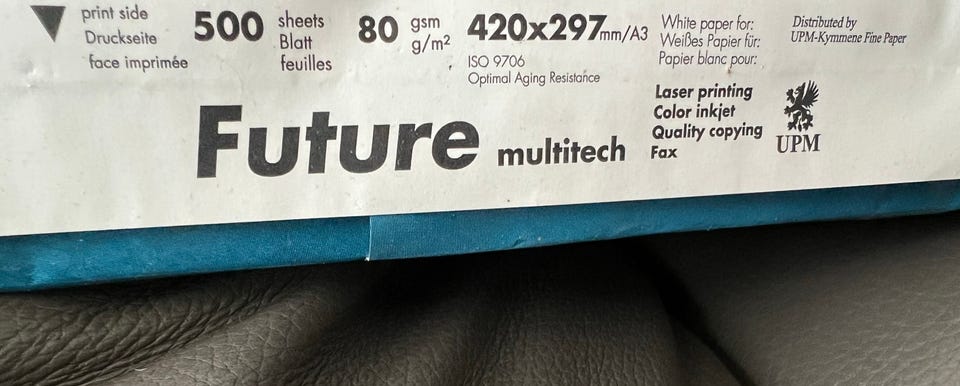 print side
Druckseite
face imprimée
500 sheets
Blatt
feuilles
80 gsm
g/m²
420x297mm/A3
ISO 9706
Optimal Aging Resistance
White paper for:
Weißes Papier für:
Papier blanc pour:
Laser printing
Color inkjet
Quality copying
Fax
Distributed by
UPM-Kymmene Fine Paper
UPM
Future multitech